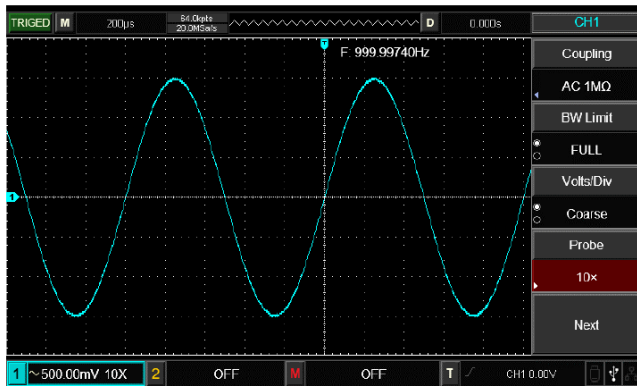 TRIGED M 200μs 64.0kpts D 0.000s CH1
20.0MSa/s
T
F: 999.99740Hz
Coupling
AC 1MΩ
BW Limit
FULL
Volts/Div
1
Coarse
Probe
10×
Next
1 ~500.00mV 10X 2 OFF M OFF T CH1 0.00V